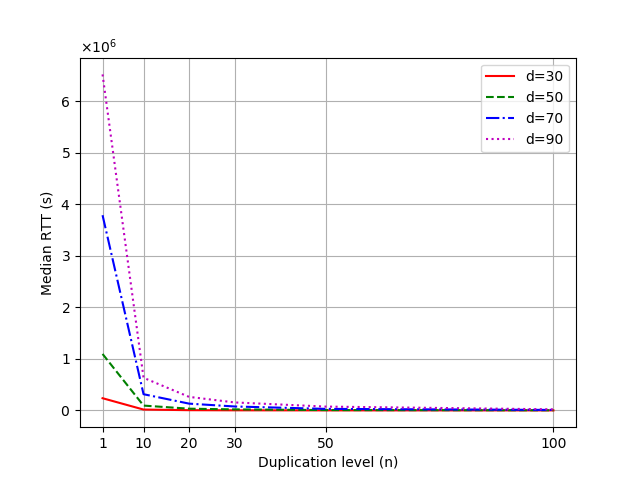 ×10⁶
d=30
d=50
d=70
d=90
6
5
4
3
2
1
0
Median RTT (s)
1 10 20 30 50 100
Duplication level (n)